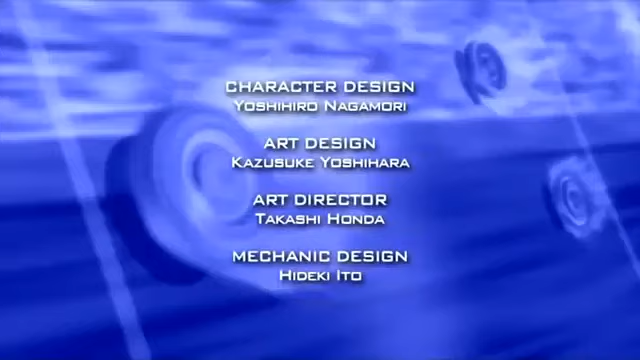 CHARACTER DESIGN
YOSHIHIRO NAGAMORI
ART DESIGN
KAZUSUKE YOSHIHARA
ART DIRECTOR
TAKASHI HONDA
MECHANIC DESIGN
HIDEKI ITO